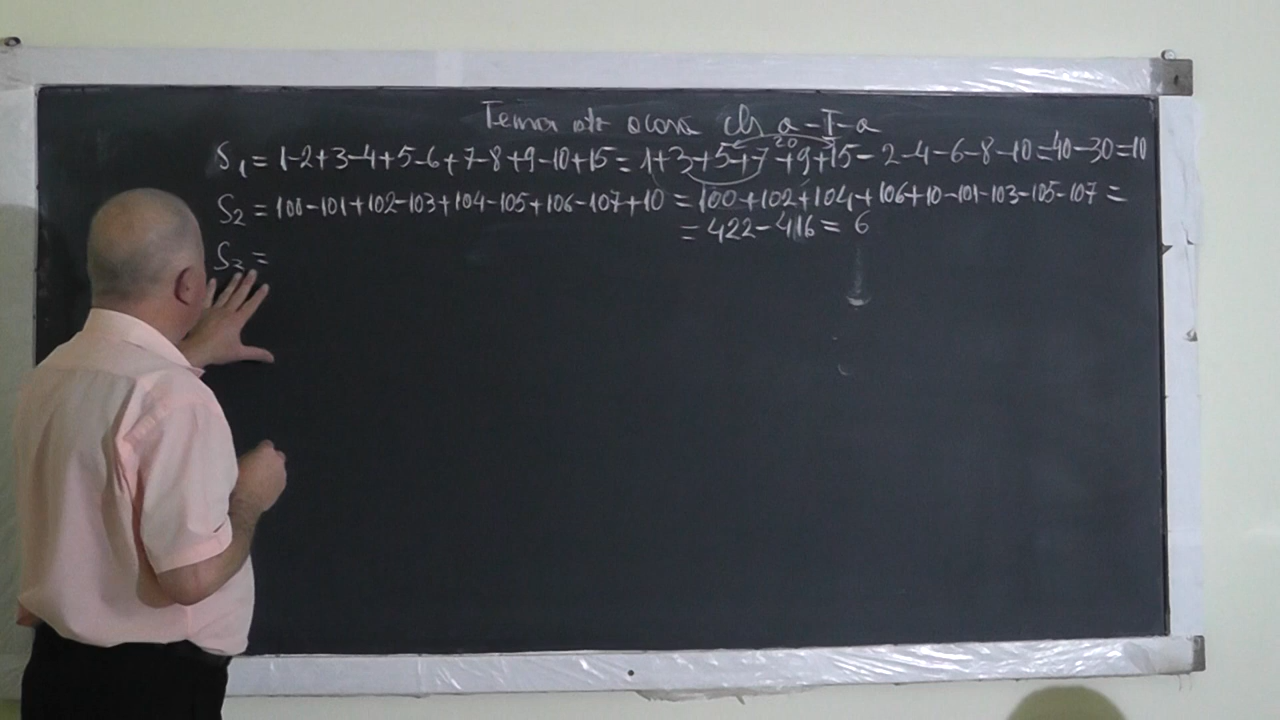 Tema acasă cls a-I-a
S₁ = 1-2+3-4+5-6+7-8+9-10+15 = 1+3+5+7+9+15-2-4-6-8-10=40-30=10
20
S₂ = 100-101+102-103+104-105+106-107+10 = 100+102+104+106+10-101-103-105-107 =
= 422-416 = 6
S₃ =